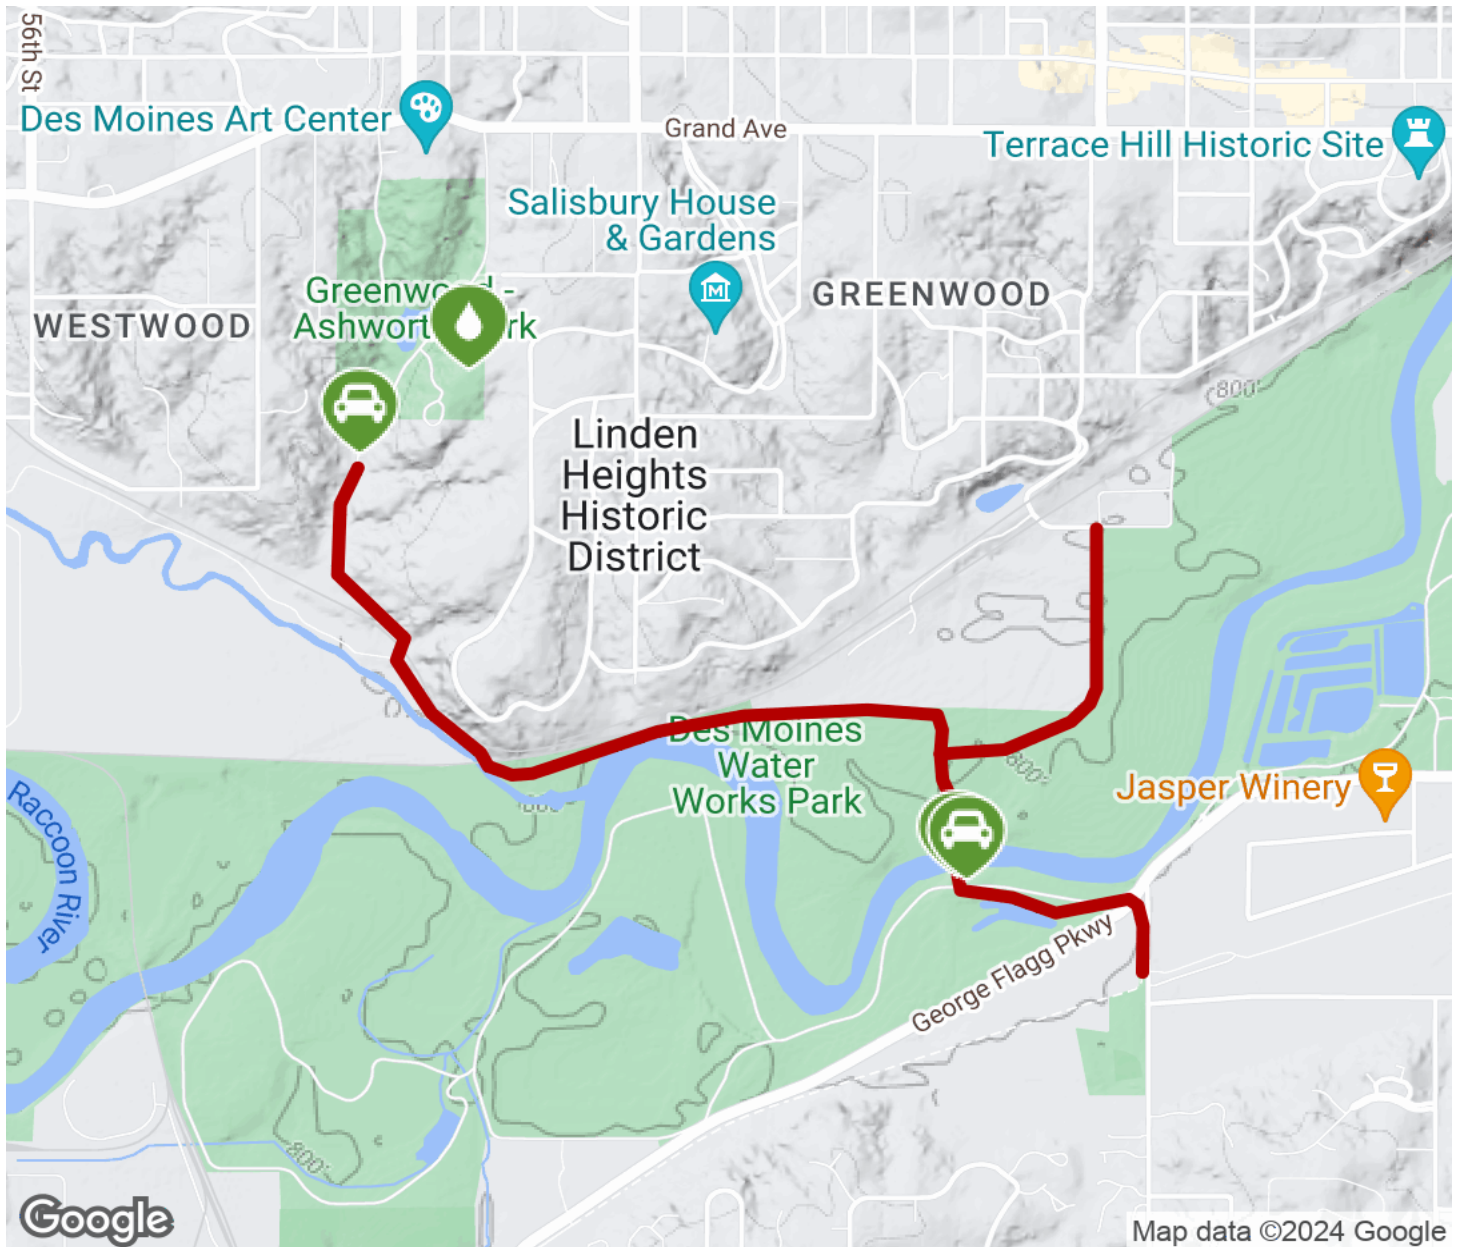 56th St
Des Moines Art Center
Grand Ave
Terrace Hill Historic Site
Salisbury House
& Gardens
Greenwood -
WESTWOOD
GREENWOOD
800'
Linden
Heights
Historic
District
Des Moines
Water
Works Park
800'
Jasper Winery
Raccoon River
George Flagg Pkwy
800'
Google
Map data ©2024 Google